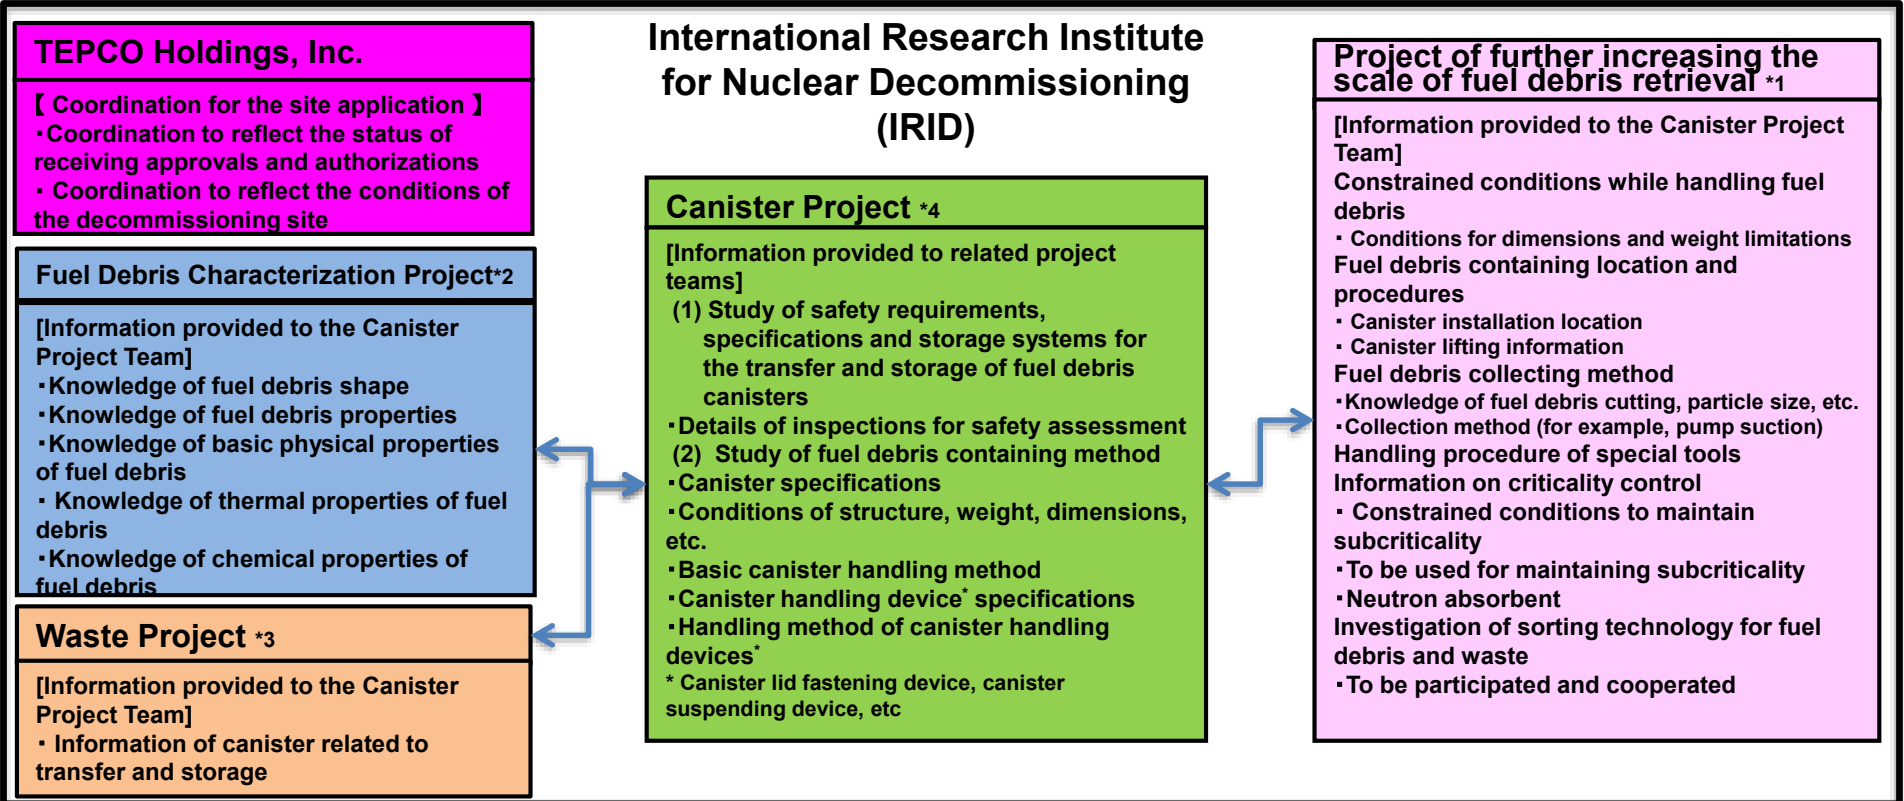 TEPCO Holdings, Inc.
【 Coordination for the site application 】
・Coordination to reflect the status of
receiving approvals and authorizations
・ Coordination to reflect the conditions of
the decommissioning site
Fuel Debris Characterization Project*2
[Information provided to the Canister
Project Team]
・Knowledge of fuel debris shape
・Knowledge of fuel debris properties
・Knowledge of basic physical properties
of fuel debris
・ Knowledge of thermal properties of fuel
debris
・Knowledge of chemical properties of
fuel debris
Waste Project *3
[Information provided to the Canister
Project Team]
・ Information of canister related to
transfer and storage
International Research Institute
for Nuclear Decommissioning
(IRID)
Canister Project *4
[Information provided to related project
teams]
(1) Study of safety requirements,
specifications and storage systems for
the transfer and storage of fuel debris
canisters
・Details of inspections for safety assessment
(2) Study of fuel debris containing method
・Canister specifications
・Conditions of structure, weight, dimensions,
etc.
・Basic canister handling method
・Canister handling device* specifications
・Handling method of canister handling
devices*
* Canister lid fastening device, canister
suspending device, etc
Project of further increasing the
scale of fuel debris retrieval *1
[Information provided to the Canister Project
Team]
Constrained conditions while handling fuel
debris
・ Conditions for dimensions and weight limitations
Fuel debris containing location and
procedures
・ Canister installation location
・ Canister lifting information
Fuel debris collecting method
・Knowledge of fuel debris cutting, particle size, etc.
・Collection method (for example, pump suction)
Handling procedure of special tools
Information on criticality control
・ Constrained conditions to maintain
subcriticality
・To be used for maintaining subcriticality
・Neutron absorbent
Investigation of sorting technology for fuel
debris and waste
・To be participated and cooperated